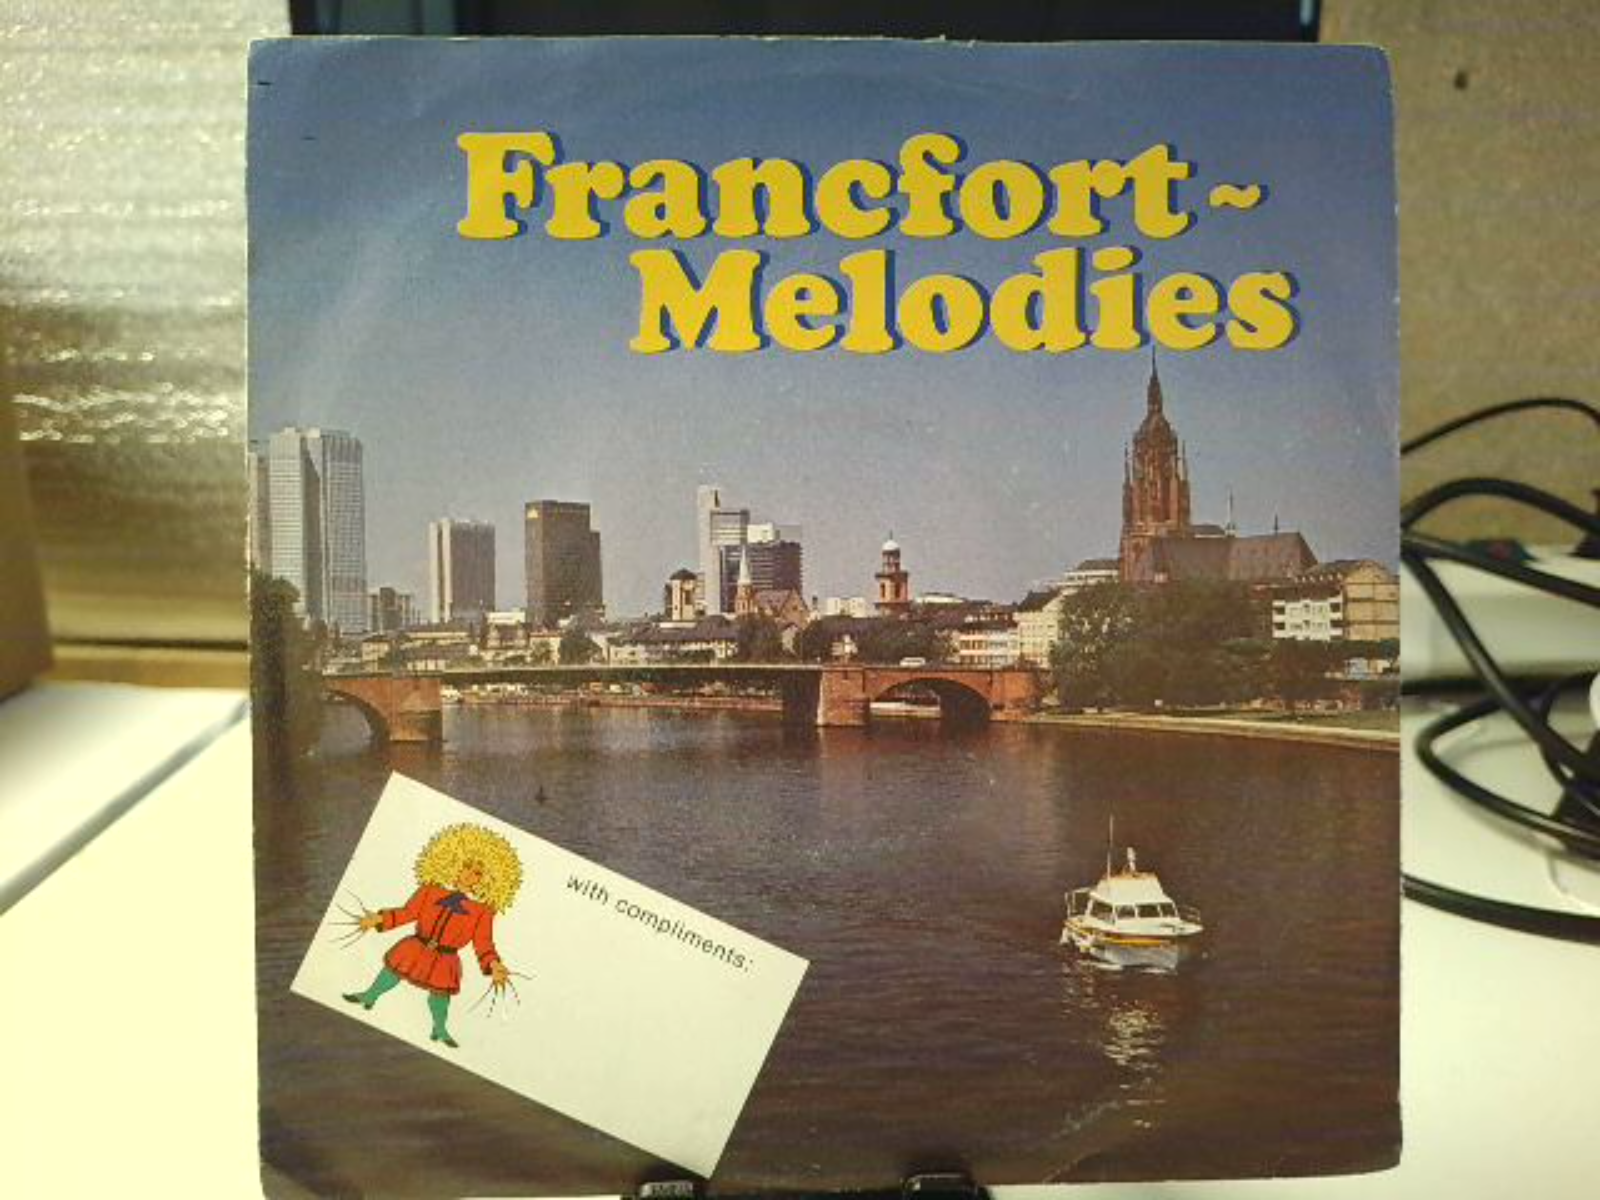 Francfort~
Melodies
with compliments: